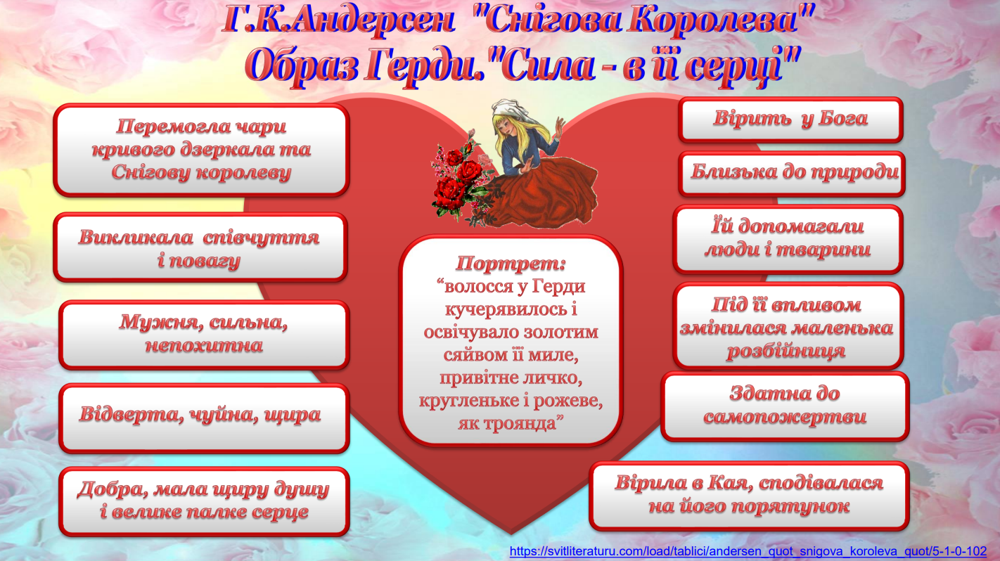 Г.К.Андерсен "Снігова Королева"
Образ Герди."Сила - в її серці"
Перемогла чари
кривого дзеркала та
Снігову королеву
Викликала співчуття
і повагу
Мужня, сильна,
непохитна
Відверта, чуйна, щира
Добра, мала щиру душу
і велике палке серце
Портрет:
“волосся у Герди
кучерявилось і
освічувало золотим
сяйвом її миле,
привітне личко,
кругленьке і рожеве,
як троянда”
Вірить у Бога
Близька до природи
Їй допомагали
люди і тварини
Під її впливом
змінилася маленька
розбійниця
Здатна до
самопожертви
Вірила в Кая, сподівалася
на його порятунок
https://svitliteraturu.com/load/tablici/andersen_quot_snigova_koroleva_quot/5-1-0-102